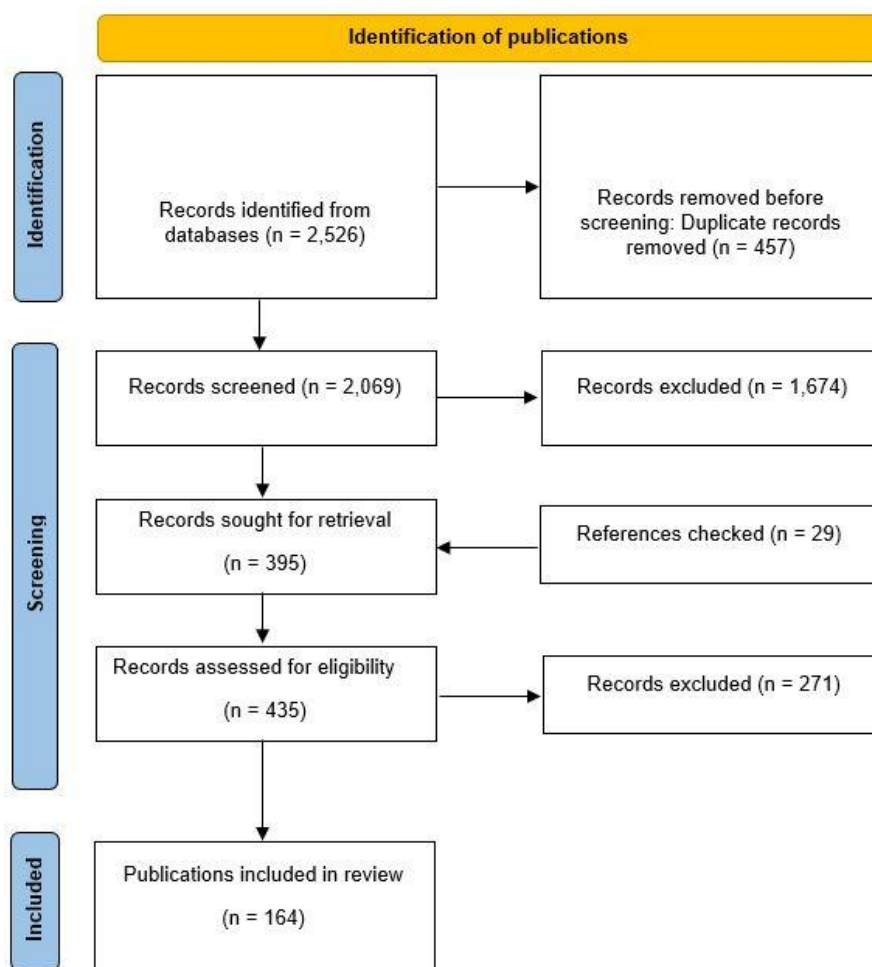 Identification of publications
Identification
Records identified from
databases (n = 2,526)
Records removed before
screening: Duplicate records
removed (n = 457)
Screening
Records screened (n = 2,069)
Records excluded (n = 1,674)
Records sought for retrieval
(n = 395)
References checked (n = 29)
Records assessed for eligibility
(n = 435)
Records excluded (n = 271)
Included
Publications included in review
(n = 164)